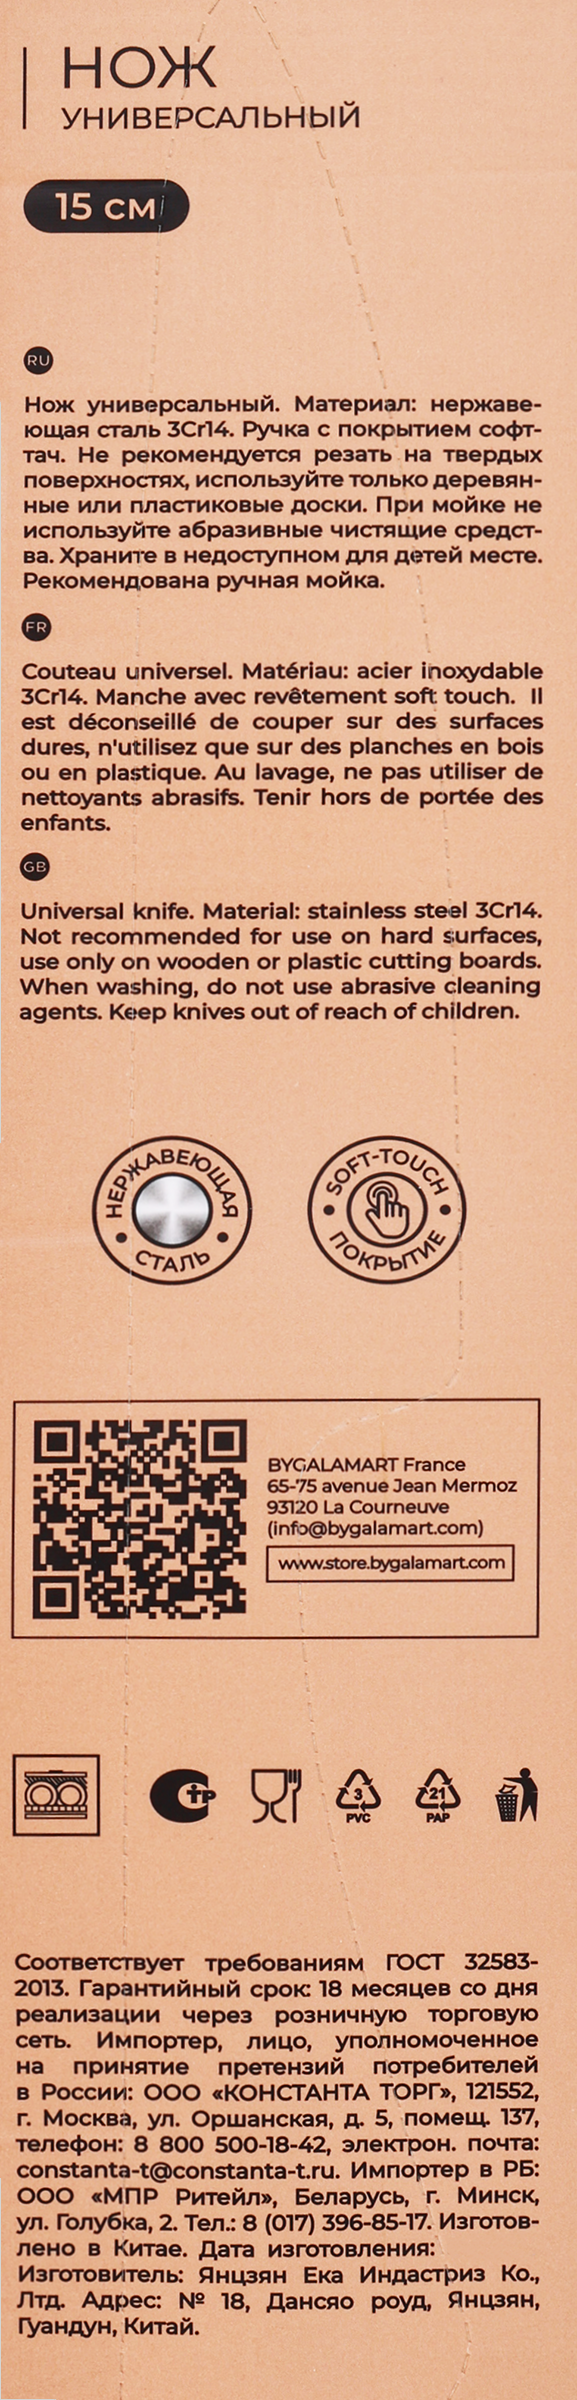 НОЖ
УНИВЕРСАЛЬНЫЙ
15 см
RU
Нож универсальный. Материал: нержаве-
ющая сталь 3Cr14. Ручка с покрытием софт-
тач. Не рекомендуется резать на твердых
поверхностях, используйте только деревян-
ные или пластиковые доски. При мойке не
используйте абразивные чистящие средст-
ва. Храните в недоступном для детей месте.
Рекомендована ручная мойка.
FR
Couteau universel. Matériau: acier inoxydable
3Cr14. Manche avec revêtement soft touch. Il
est déconseillé de couper sur des surfaces
dures, n'utilisez que sur des planches en bois
ou en plastique. Au lavage, ne pas utiliser de
nettoyants abrasifs. Tenir hors de portée des
enfants.
GB
Universal knife. Material: stainless steel 3Cr14.
Not recommended for use on hard surfaces,
use only on wooden or plastic cutting boards.
When washing, do not use abrasive cleaning
agents. Keep knives out of reach of children.
НЕРЖАВЕЮЩАЯ
СТАЛЬ
SOFT-TOUCH
ПОКРЫТИЕ
BYGALAMART France
65-75 avenue Jean Mermoz
93120 La Courneuve
(info@bygalamart.com)
www.store.bygalamart.com
СТР
3
PVC
21
PAP
Соответствует требованиям ГОСТ 32583-
2013. Гарантийный срок: 18 месяцев со дня
реализации через розничную торговую
сеть. Импортер, лицо, уполномоченное
на принятие претензий потребителей
в России: ООО «КОНСТАНТА ТОРГ», 121552,
г. Москва, ул. Оршанская, д. 5, помещ. 137,
телефон: 8 800 500-18-42, электрон. почта:
constanta-t@constanta-t.ru. Импортер в РБ:
ООО «МПР Ритейл», Беларусь, г. Минск,
ул. Голубка, 2. Тел.: 8 (017) 396-85-17. Изготов-
лено в Китае. Дата изготовления:
Изготовитель: Янцзян Ека Индастриз Ко.,
Лтд. Адрес: № 18, Дансяо роуд, Янцзян,
Гуандун, Китай.